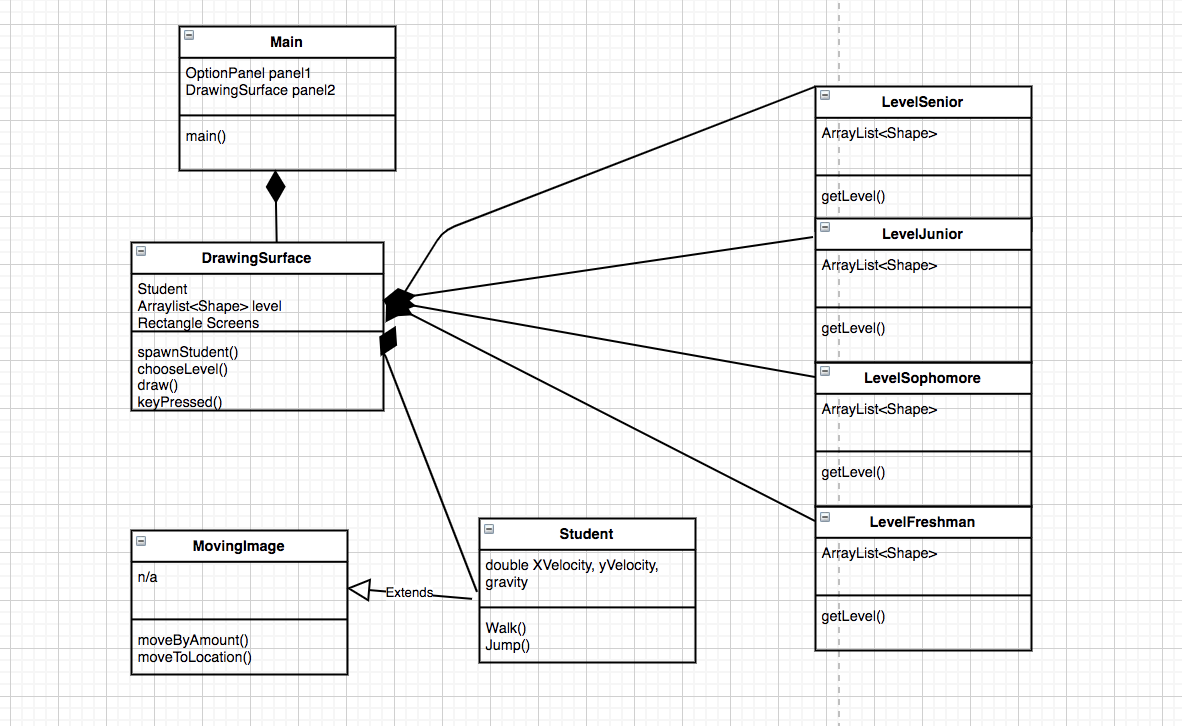 Main
OptionPanel panel1
DrawingSurface panel2
main()
DrawingSurface
Student
Arraylist<Shape> level
Rectangle Screens
spawnStudent()
chooseLevel()
draw()
keyPressed()
LevelSenior
ArrayList<Shape>
getLevel()
LevelJunior
ArrayList<Shape>
getLevel()
LevelSophomore
ArrayList<Shape>
getLevel()
LevelFreshman
ArrayList<Shape>
getLevel()
MovingImage
n/a
moveByAmount()
moveToLocation()
Extends
Student
double XVelocity, yVelocity,
gravity
Walk()
Jump()